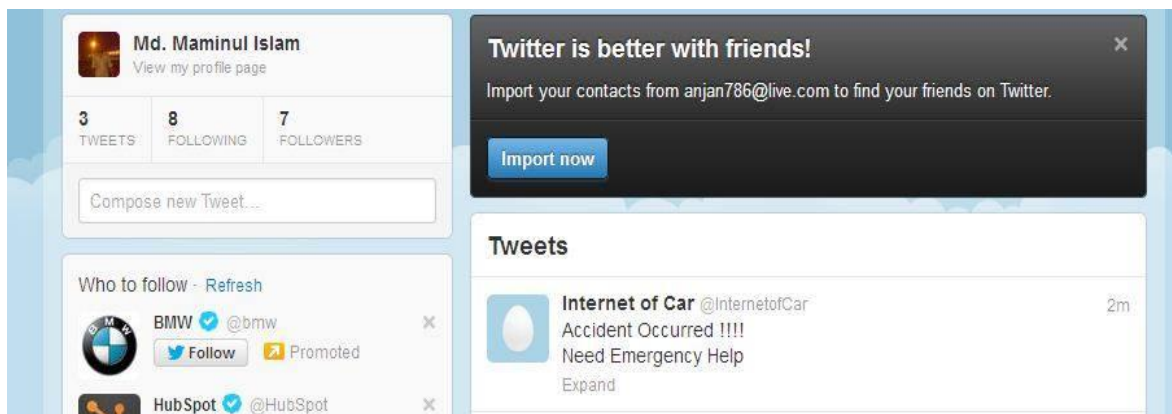 Md. Maminul Islam
View my profile page
3
TWEETS
8
FOLLOWING
7
FOLLOWERS
Compose new Tweet...
Who to follow - Refresh
BMW @bmw
BMW
Follow
Promoted
HubSpot @HubSpot
Twitter is better with friends!
Import your contacts from anjan786@live.com to find your friends on Twitter.
Import now
Tweets
Internet of Car @InternetofCar 2m
Accident Occurred !!!!
Need Emergency Help
Expand